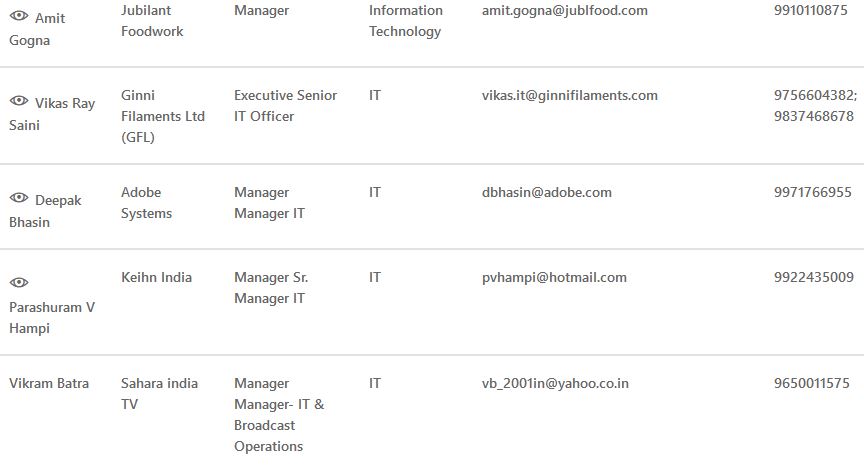 Amit Gogna
Jubilant Foodwork
Manager
Information Technology
amit.gogna@jublfood.com
9910110875
Vikas Ray Saini
Ginni Filaments Ltd (GFL)
Executive Senior IT Officer
IT
vikas.it@ginnifilaments.com
9756604382; 9837468678
Deepak Bhasin
Adobe Systems
Manager Manager IT
IT
dbhasin@adobe.com
9971766955
Parashuram V Hampi
Keihn India
Manager Sr. Manager IT
IT
pvhampi@hotmail.com
9922435009
Vikram Batra
Sahara india TV
Manager Manager- IT & Broadcast Operations
IT
vb_2001in@yahoo.co.in
9650011575